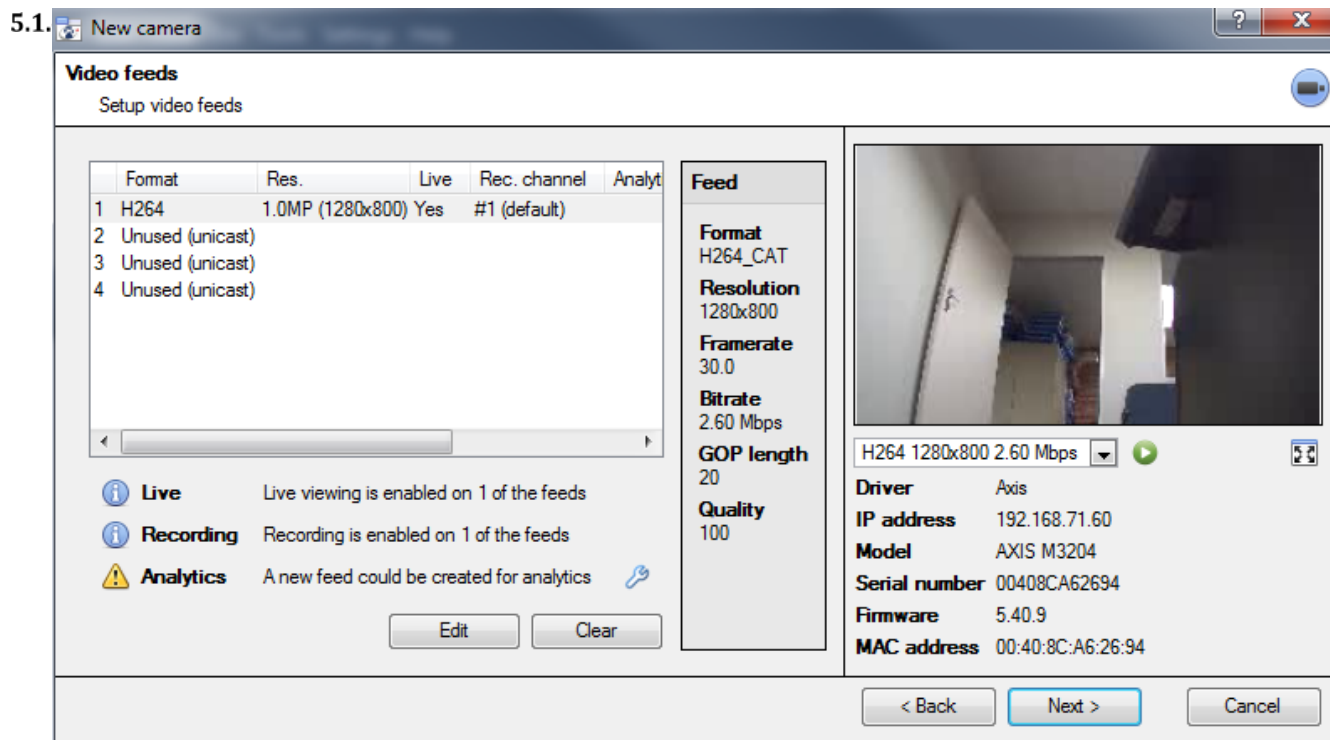 5.1.
New camera
Video feeds
Setup video feeds
Format Res. Live Rec. channel Analyt
1 H264 1.0MP (1280x800) Yes #1 (default)
2 Unused (unicast)
3 Unused (unicast)
4 Unused (unicast)
Live Live viewing is enabled on 1 of the feeds
Recording Recording is enabled on 1 of the feeds
Analytics A new feed could be created for analytics
Edit Clear
Feed
Format
H264_CAT
Resolution
1280x800
Framerate
30.0
Bitrate
2.60 Mbps
GOP length
20
Quality
100
H264 1280x800 2.60 Mbps
Driver Axis
IP address 192.168.71.60
Model AXIS M3204
Serial number 00408CA62694
Firmware 5.40.9
MAC address 00:40:8C:A6:26:94
< Back Next > Cancel